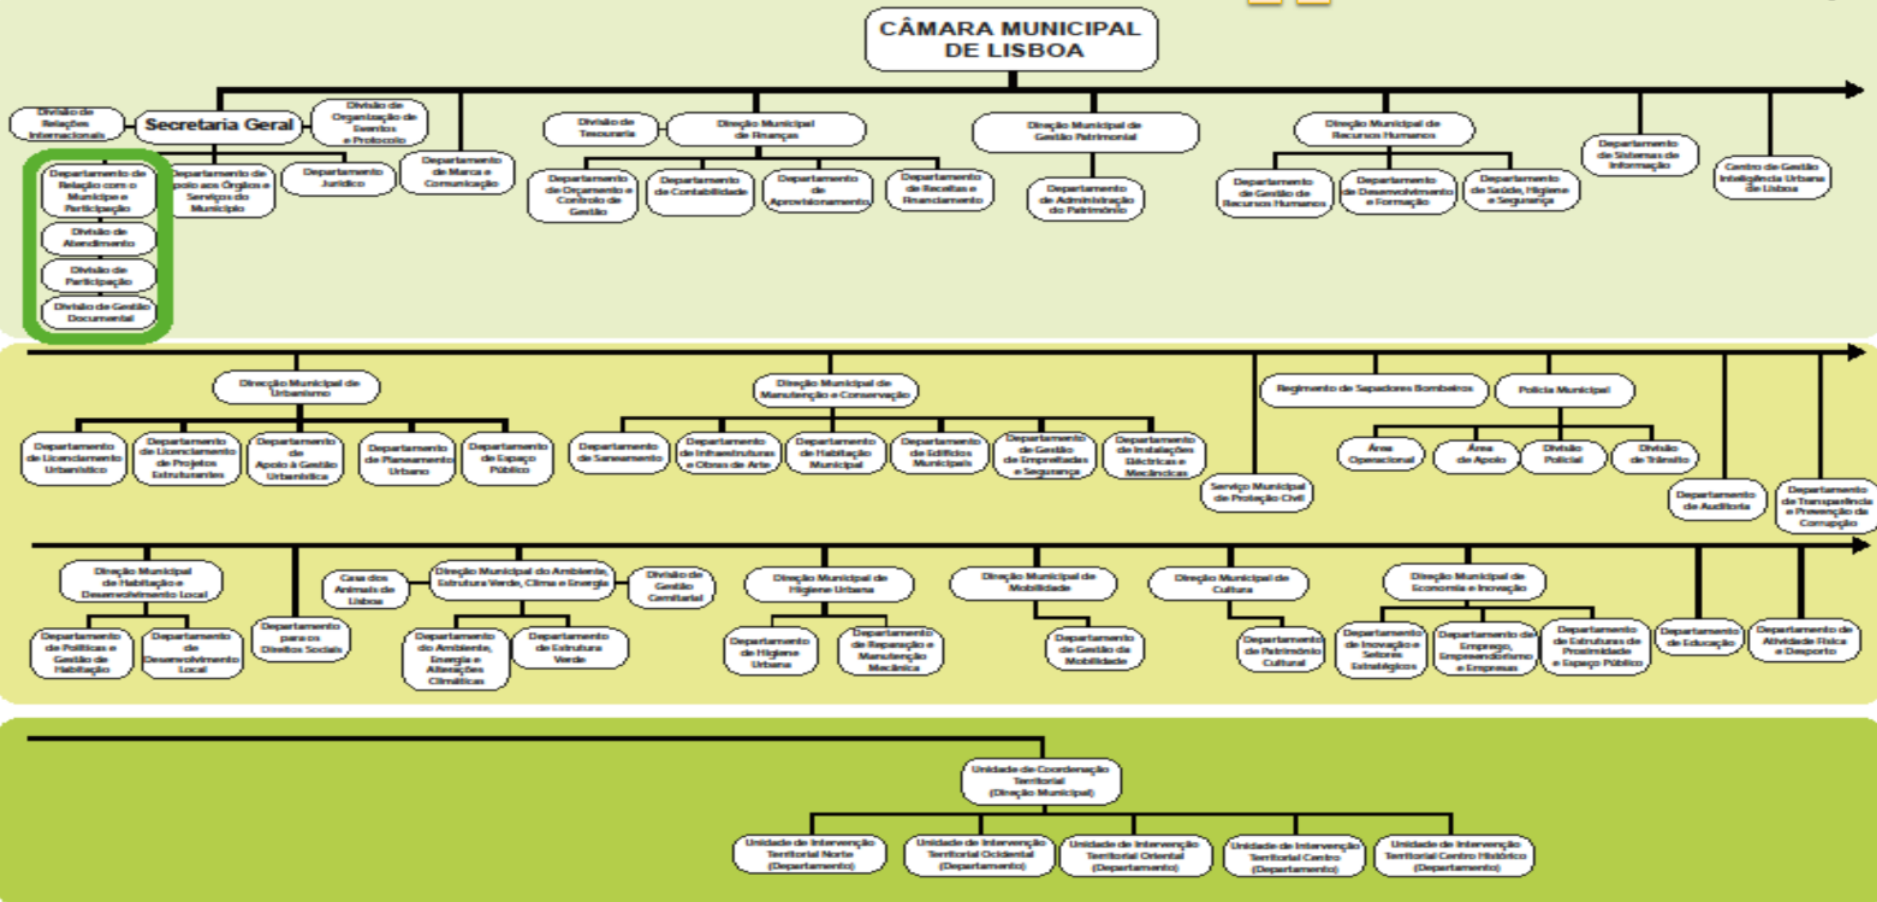 CÂMARA MUNICIPAL
DE LISBOA
Divisão de
Relações
Internacionais
Secretaria Geral
Divisão de
Organização de
Eventos
e Protocolo
Departamento de
Relação com o
Munícipe e
Participação
Divisão de
Atendimento
Divisão de
Participação
Divisão de Gestão
Documental
Departamento de
poio aos Órgãos e
Serviços do
Município
Departamento
Jurídico
Departamento
de Marca e
Comunicação
Divisão de
Tesouraria
Direção Municipal
de Finanças
Departamento
de Orçamento e
Controlo de
Gestão
Departamento
de Contabilidade
Departamento
de
Aprovisionamento
Departamento
de Receitas e
Financiamento
Direção Municipal de
Gestão Patrimonial
Departamento
de Administração
do Património
Direção Municipal de
Recursos Humanos
Departamento
de Gestão de
Recursos Humanos
Departamento
de Desenvolvimento
e Formação
Departamento
de Saúde, Higiene
e Segurança
Departamento
de Sistemas de
Informação
Centro de Gestão
Inteligência Urbana
de Lisboa
Direcção Municipal de
Urbanismo
Departamento
de Licenciamento
Urbanístico
Departamento
de Licenciamento
de Projetos
Estruturantes
Departamento
de
Apoio à Gestão
Urbanística
Departamento
de Planeamento
Urbano
Departamento
de Espaço
Público
Direção Municipal de
Manutenção e Conservação
Departamento
de Saneamento
Departamento
de Infraestruturas
e Obras de Arte
Departamento
de Habitação
Municipal
Departamento
de Edifícios
Municipais
Departamento
de Gestão
de Empreitadas
e Segurança
Departamento
de Instalações
Eléctricas e
Mecânicas
Serviço Municipal
de Proteção Civil
Regimento de Sapadores Bombeiros
Polícia Municipal
Área
Operacional
Área
de Apoio
Divisão
Policial
Divisão
de Trânsito
Departamento
de Auditoria
Departamento
de Transparência
e Prevenção da
Corrupção
Direção Municipal
de Habitação e
Desenvolvimento Local
Departamento
de Políticas e
Gestão de
Habitação
Departamento
de
Desenvolvimento
Local
Departamento
para os
Direitos Sociais
Casa dos
Animais de
Lisboa
Direção Municipal do Ambiente,
Estrutura Verde, Clima e Energia
Divisão de
Gestão
Cemiterial
Departamento
do Ambiente,
Energia e
Alterações
Climáticas
Departamento
de Estrutura
Verde
Direção Municipal de
Higiene Urbana
Departamento
de Higiene
Urbana
Departamento
de Reparação e
Manutenção
Mecânica
Direção Municipal de
Mobilidade
Departamento
de Gestão da
Mobilidade
Direção Municipal de
Cultura
Departamento
de Património
Cultural
Direção Municipal de
Economia e Inovação
Departamento
de Inovação e
Setores
Estratégicos
Departamento de
Emprego,
Empreendorismo
e Empresas
Departamento
de Estruturas de
Proximidade
e Espaço Público
Departamento
de Educação
Departamento de
Atividade Física
e Desporto
Unidade de Coordenação
Territorial
(Direção Municipal)
Unidade de Intervenção
Territorial Norte
(Departamento)
Unidade de Intervenção
Territorial Ocidental
(Departamento)
Unidade de Intervenção
Territorial Oriental
(Departamento)
Unidade de Intervenção
Territorial Centro
(Departamento)
Unidade de Intervenção
Territorial Centro Histórico
(Departamento)